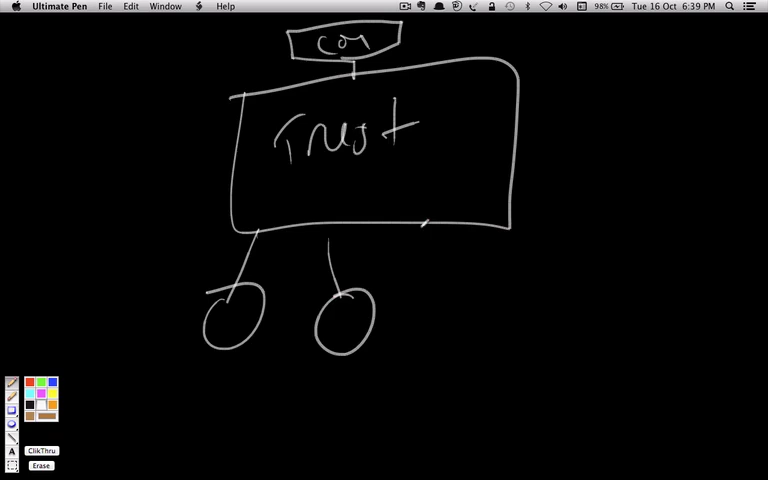 Ultimate Pen File Edit Window Help 98% Tue 16 Oct 6:39 PM
Trust
A
ClikThru
Erase